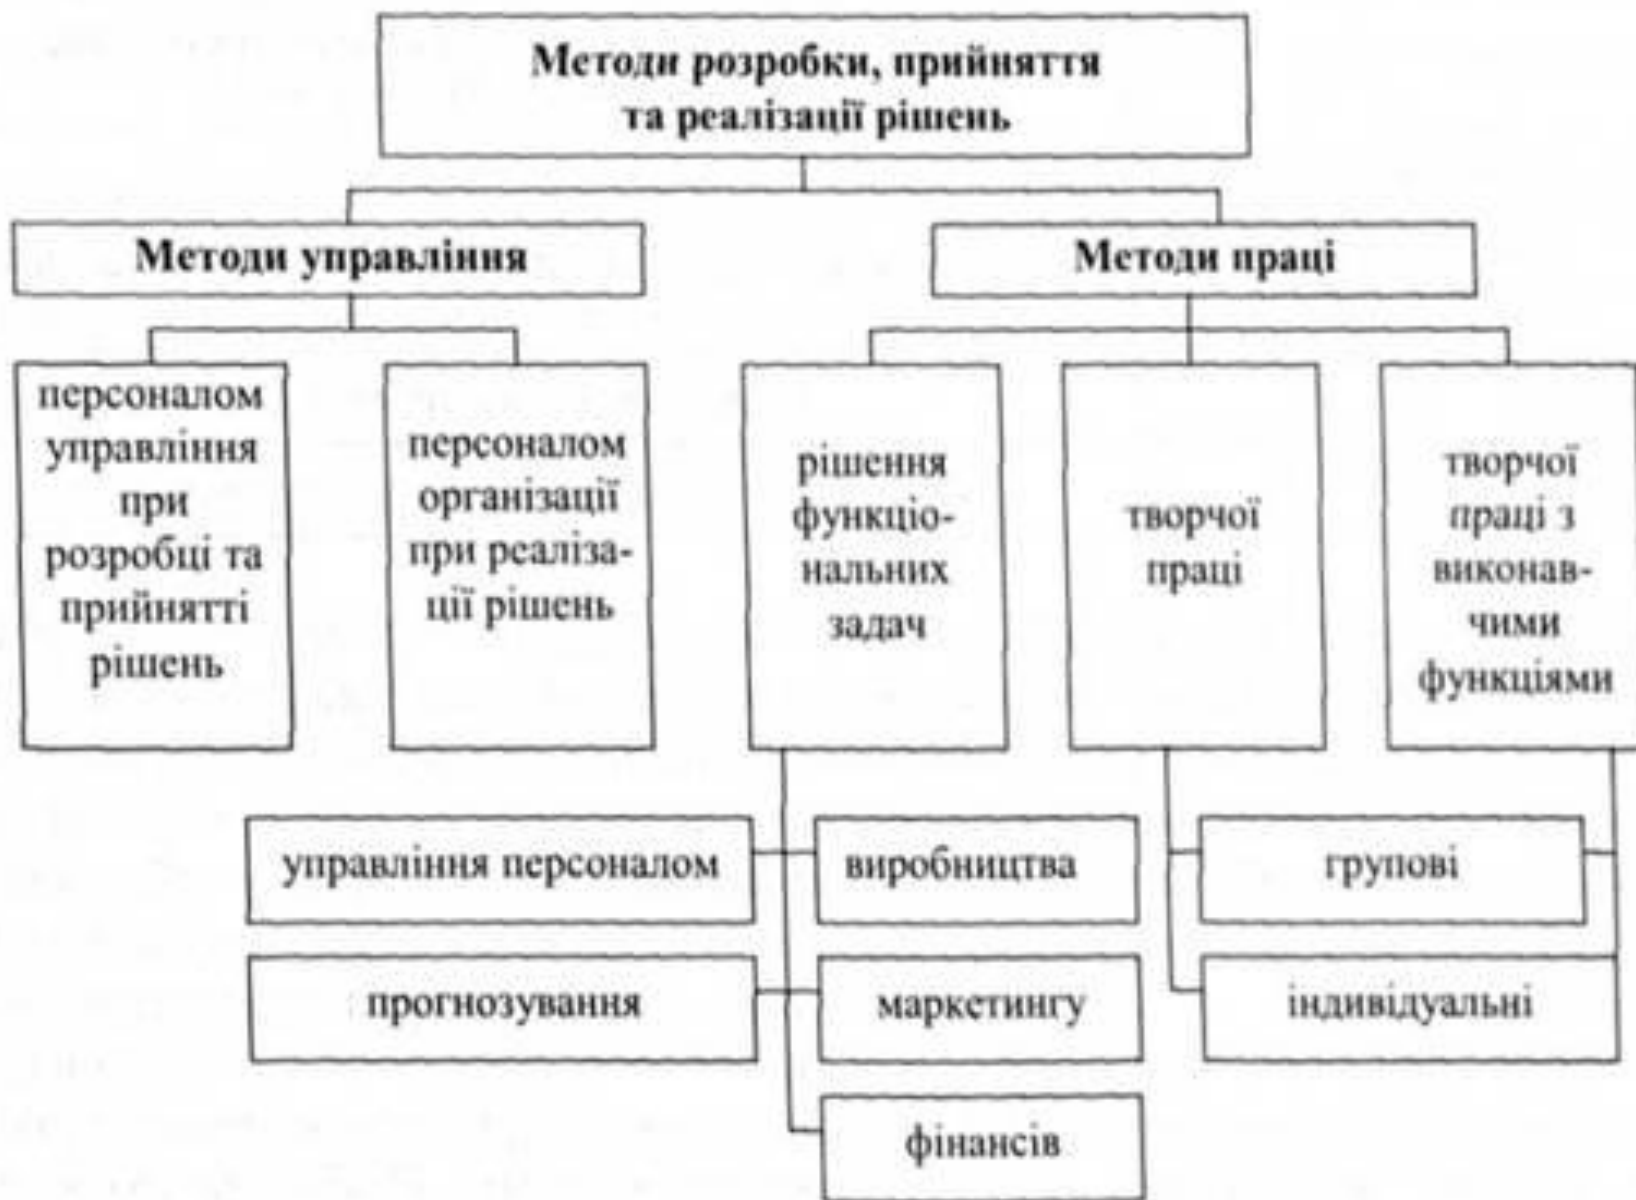 Методи розробки, прийняття
та реалізації рішень
Методи управління
Методи праці
персоналом
управління
при
розробці та
прийнятті
рішень
персоналом
організації
при реаліза-
ції рішень
рішення
функціо-
нальних
задач
творчої
праці
творчої
праці з
виконав-
чими
функціями
управління персоналом
виробництва
групові
прогнозування
маркетингу
індивідуальні
фінансів